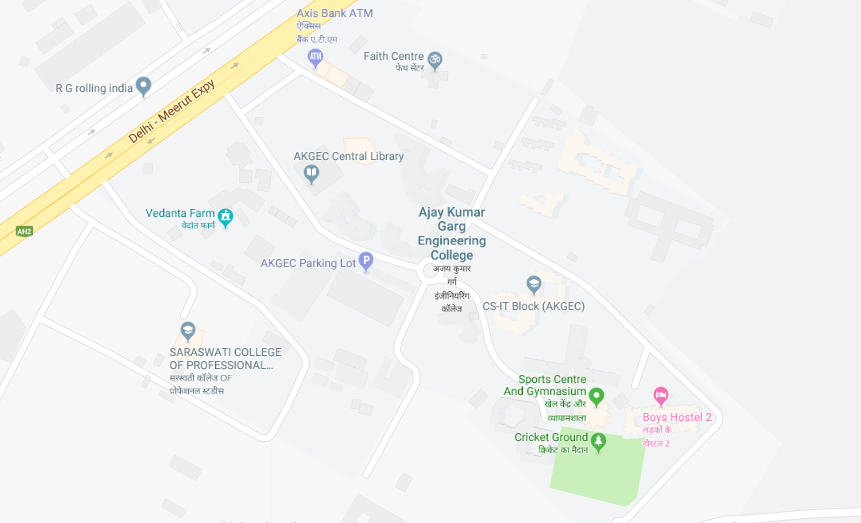 Axis Bank ATM
ऐक्सिस
बैंक ए.टी.एम
Faith Centre
फेथ सेंटर
R G rolling india
Delhi - Meerut Expy
AKGEC Central Library
Vedanta Farm
वेदांत फार्म
AH2
Ajay Kumar
Garg
Engineering
College
अजय कुमार
गर्ग
इंजीनियरिंग
कॉलेज
AKGEC Parking Lot
P
CS-IT Block (AKGEC)
SARASWATI COLLEGE
OF PROFESSIONAL...
सरस्वती कॉलेज OF
प्रोफेशनल स्टडीस
Sports Centre
And Gymnasium
खेल केंद्र और
व्यायामशाला
Boys Hostel 2
लड़कों के
होस्टल 2
Cricket Ground
क्रिकेट का मैदान
ATM